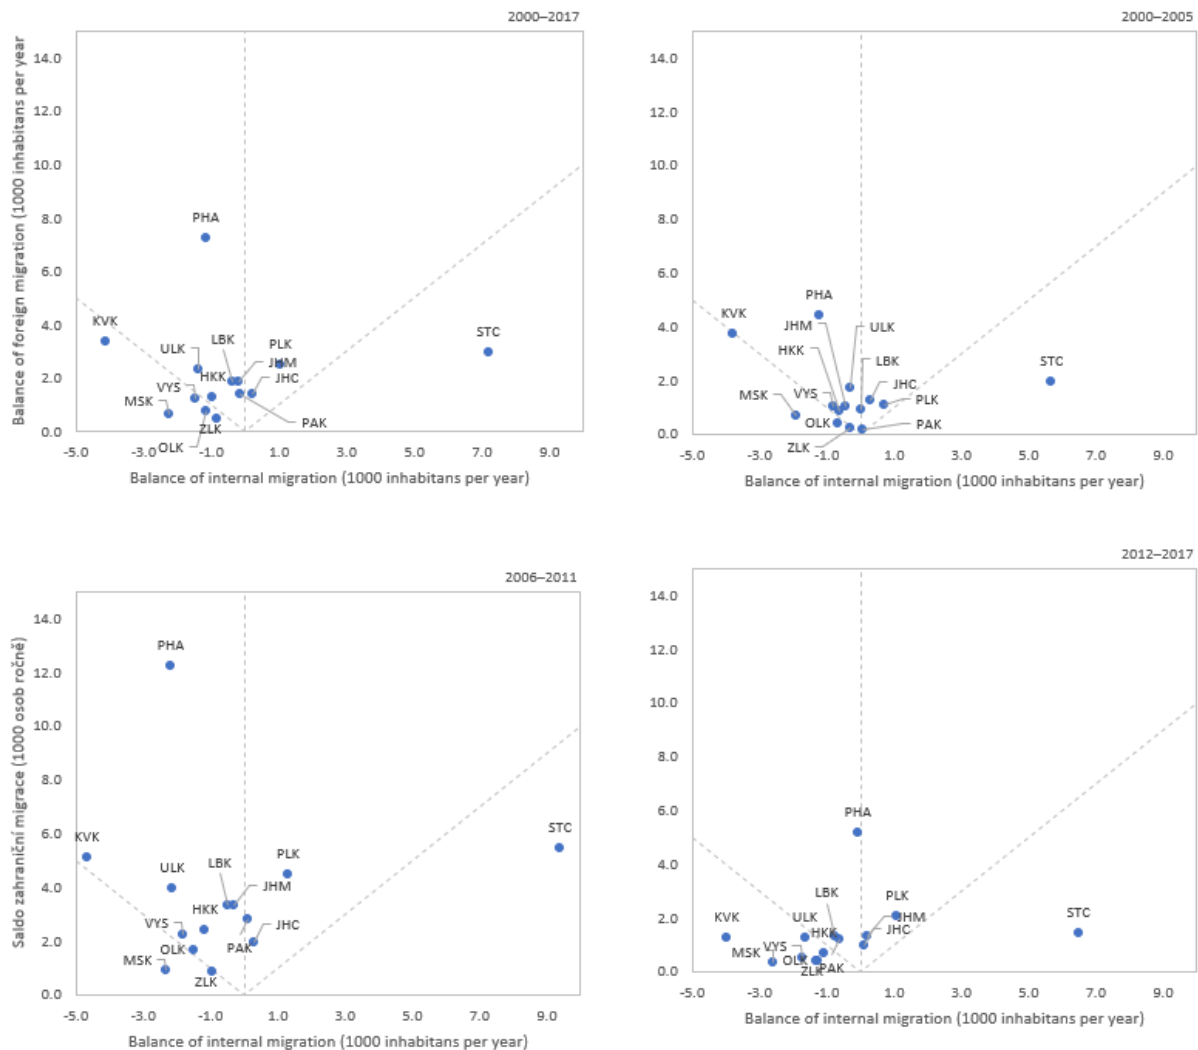 2000–2017
Balance of foreign migration (1000 inhabitans per year)
14.0
12.0
10.0
8.0
6.0
4.0
2.0
0.0
PHA
KVK
STC
ULK
LBK
PLK
JHM
VYS
HKK
JHC
MSK
PAK
ZLK
OLK
-5.0 -3.0 -1.0 1.0 3.0 5.0 7.0 9.0
Balance of internal migration (1000 inhabitans per year)
2000–2005
14.0
12.0
10.0
8.0
6.0
4.0
2.0
0.0
PHA
KVK
JHM
ULK
HKK
LBK
STC
MSK
VYS
JHC
PLK
OLK
PAK
ZLK
-5.0 -3.0 -1.0 1.0 3.0 5.0 7.0 9.0
Balance of internal migration (1000 inhabitans per year)
2006–2011
Saldo zahraniční migrace (1000 osob ročně)
14.0
12.0
10.0
8.0
6.0
4.0
2.0
0.0
PHA
KVK
STC
ULK
LBK
PLK
JHM
HKK
VYS
JHC
OLK
PAK
MSK
ZLK
-5.0 -3.0 -1.0 1.0 3.0 5.0 7.0 9.0
Balance of internal migration (1000 inhabitans per year)
2012–2017
14.0
12.0
10.0
8.0
6.0
4.0
2.0
0.0
PHA
LBK
PLK
KVK
ULK
JHM
STC
HKK
JHC
MSK
VYS
OLK
PAK
ZLK
-5.0 -3.0 -1.0 1.0 3.0 5.0 7.0 9.0
Balance of internal migration (1000 inhabitans per year)